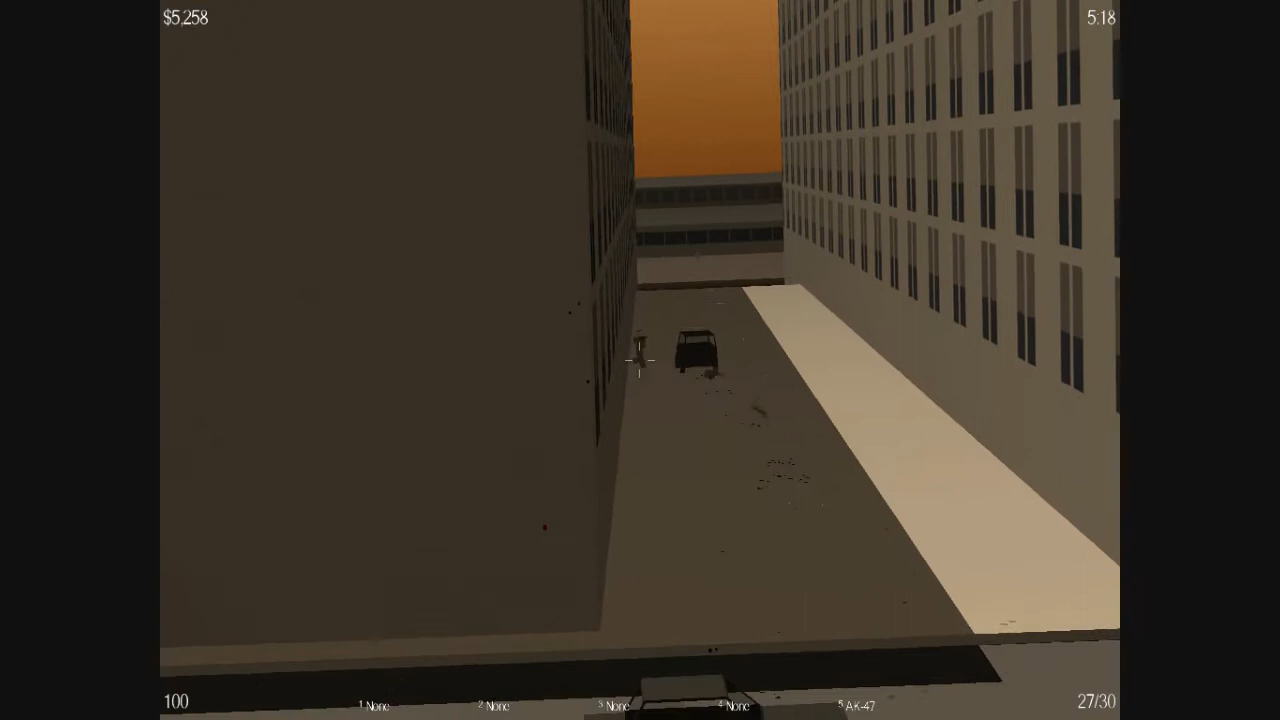 $5,258
5:18
100
1 None
2 None
3 None
4 None
5 AK-47
27/30